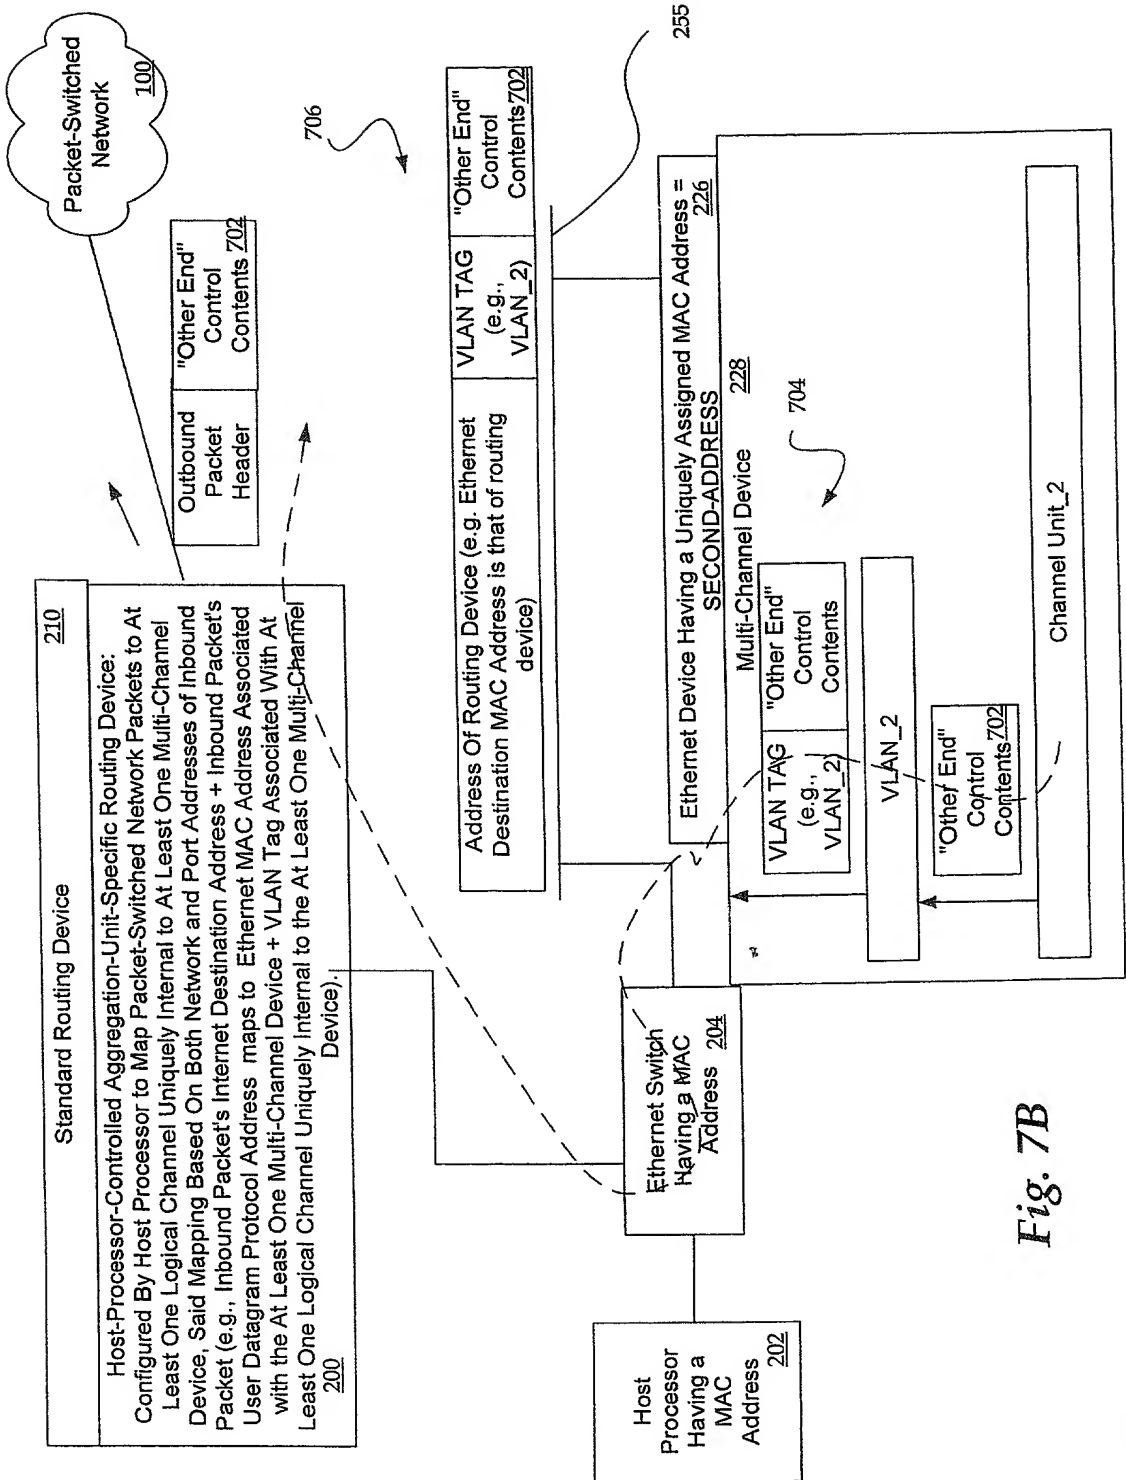 Packet-Switched
Network
100
Standard Routing Device
210
Host-Processor-Controlled Aggregation-Unit-Specific Routing Device:
Configured By Host Processor to Map Packet-Switched Network Packets to At
Least One Logical Channel Uniquely Internal to At Least One Multi-Channel
Device, Said Mapping Based On Both Network and Port Addresses of Inbound
Packet (e.g., Inbound Packet's Internet Destination Address + Inbound Packet's
User Datagram Protocol Address maps to Ethernet MAC Address Associated
with the At Least One Multi-Channel Device + VLAN Tag Associated With At
Least One Logical Channel Uniquely Internal to the At Least One Multi-Channel
Device).
200
Outbound
Packet
Header
"Other End"
Control
Contents 702
706
Address Of Routing Device (e.g. Ethernet
Destination MAC Address is that of routing
device)
VLAN TAG
(e.g.,
VLAN_2)
"Other End"
Control
Contents702
255
Host
Processor
Having a
MAC
Address
202
Ethernet Switch
Having a MAC
Address 204
Ethernet Device Having a Uniquely Assigned MAC Address =
SECOND-ADDRESS
226
Multi-Channel Device
228
704
VLAN TAG
(e.g.,
VLAN_2)
"Other End"
Control
Contents
VLAN_2
"Other End"
Control
Contents702
Channel Unit_2
Fig. 7B